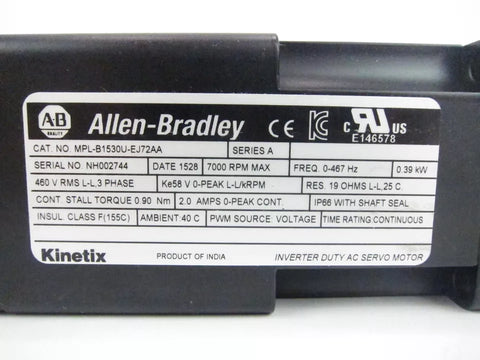 A-B QUALITY Allen-Bradley CE c UR US
E146578
CAT. NO. MPL-B1530U-EJ72AA SERIES A
SERIAL NO. NH002744 DATE 1528 7000 RPM MAX FREQ. 0-467 Hz 0.39 kW
460 V RMS L-L,3 PHASE Ke58 V 0-PEAK L-L/kRPM RES. 19 OHMS L-L,25 C.
CONT. STALL TORQUE 0.90 Nm 2.0 AMPS 0-PEAK CONT. IP66 WITH SHAFT SEAL
INSUL. CLASS F(155C) AMBIENT 40 C PWM SOURCE: VOLTAGE TIME RATING CONTINUOUS
Kinetix PRODUCT OF INDIA INVERTER DUTY AC SERVO MOTOR